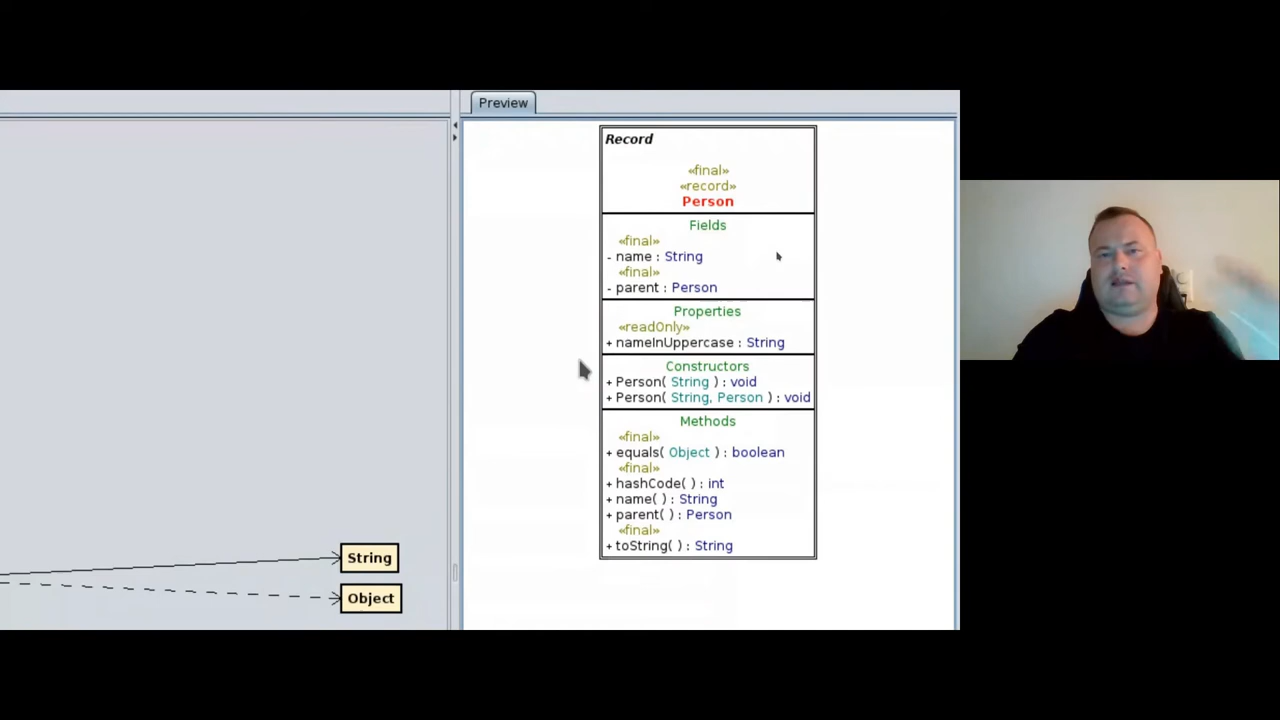 Preview
Record
«final»
«record»
Person
Fields
«final»
- name : String
«final»
- parent : Person
Properties
«readOnly»
+ nameInUppercase : String
Constructors
+ Person( String ) : void
+ Person( String, Person ) : void
Methods
«final»
+ equals( Object ) : boolean
«final»
+ hashCode( ) : int
+ name( ) : String
+ parent( ) : Person
«final»
+ toString( ) : String
String
Object